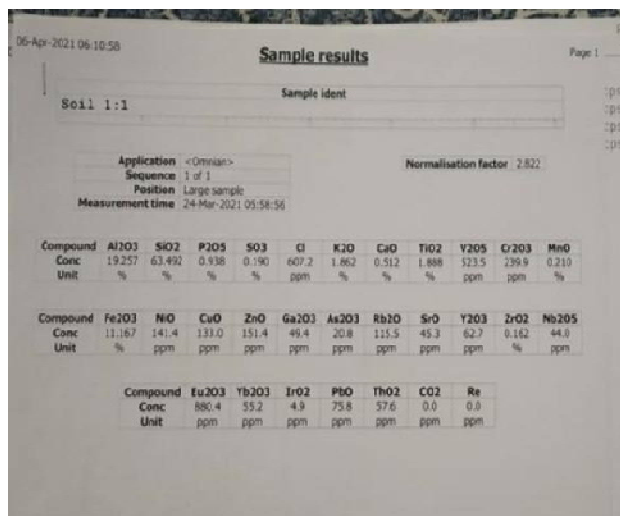 06-Apr-2021 06:10:58
Sample results
Page 1
Sample ident
Soil 1:1
Application <Omnian>
Normalisation factor 2.822
Sequence 1 of 1
Position Large sample
Measurement time 24-Mar-2021 05:58:56
Compound Al2O3 SiO2 P2O5 SO3 Cl K2O CaO TiO2 V2O5 Cr2O3 MnO
Conc 19.257 63.492 0.938 0.190 607.2 1.862 0.512 1.888 523.5 239.9 0.210
Unit % % % % ppm % % % ppm ppm %
Compound Fe2O3 NiO CuO ZnO Ga2O3 As2O3 Rb2O SrO Y2O3 ZrO2 Nb2O5
Conc 11.167 141.4 133.0 151.4 49.4 20.8 115.5 45.3 62.7 0.162 44.0
Unit % ppm ppm ppm ppm ppm ppm ppm ppm % ppm
Compound Eu2O3 Yb2O3 IrO2 PbO ThO2 CO2 Re
Conc 880.4 55.2 4.9 75.8 57.6 0.0 0.0
Unit ppm ppm ppm ppm ppm ppm ppm